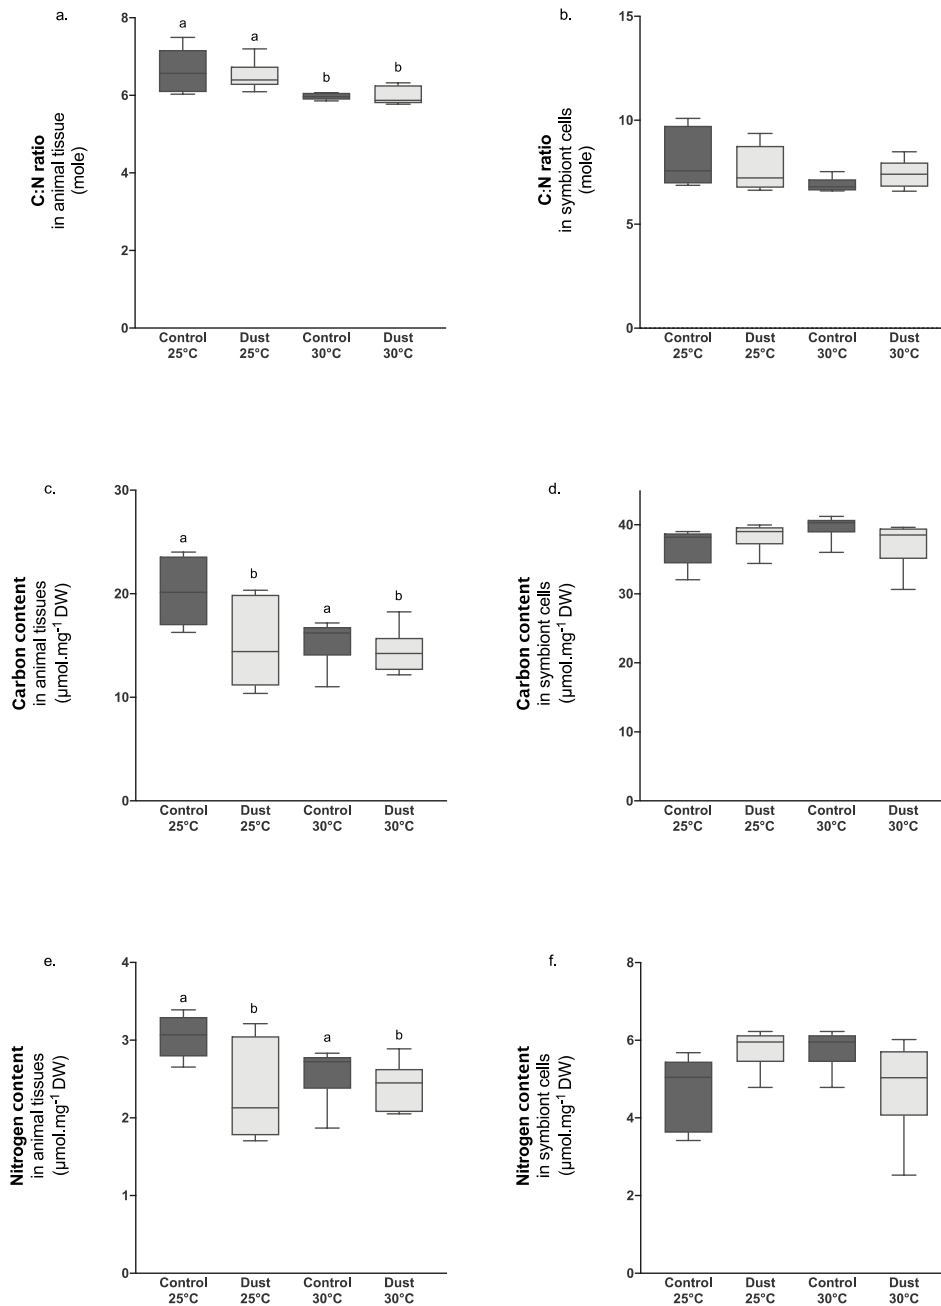 a.
C:N ratio
in animal tissue
(mole)
8
6
4
2
0
a
a
b
b
Control
25°C
Dust
25°C
Control
30°C
Dust
30°C
b.
C:N ratio
in symbiont cells
(mole)
15
10
5
0
Control
25°C
Dust
25°C
Control
30°C
Dust
30°C
c.
Carbon content
in animal tissues
(µmol.mg⁻¹ DW)
30
20
10
0
a
b
a
b
Control
25°C
Dust
25°C
Control
30°C
Dust
30°C
d.
Carbon content
in symbiont cells
(µmol.mg⁻¹ DW)
40
30
20
10
0
Control
25°C
Dust
25°C
Control
30°C
Dust
30°C
e.
Nitrogen content
in animal tissues
(µmol.mg⁻¹ DW)
4
3
2
1
0
a
b
a
b
Control
25°C
Dust
25°C
Control
30°C
Dust
30°C
f.
Nitrogen content
in symbiont cells
(µmol.mg⁻¹ DW)
8
6
4
2
0
Control
25°C
Dust
25°C
Control
30°C
Dust
30°C